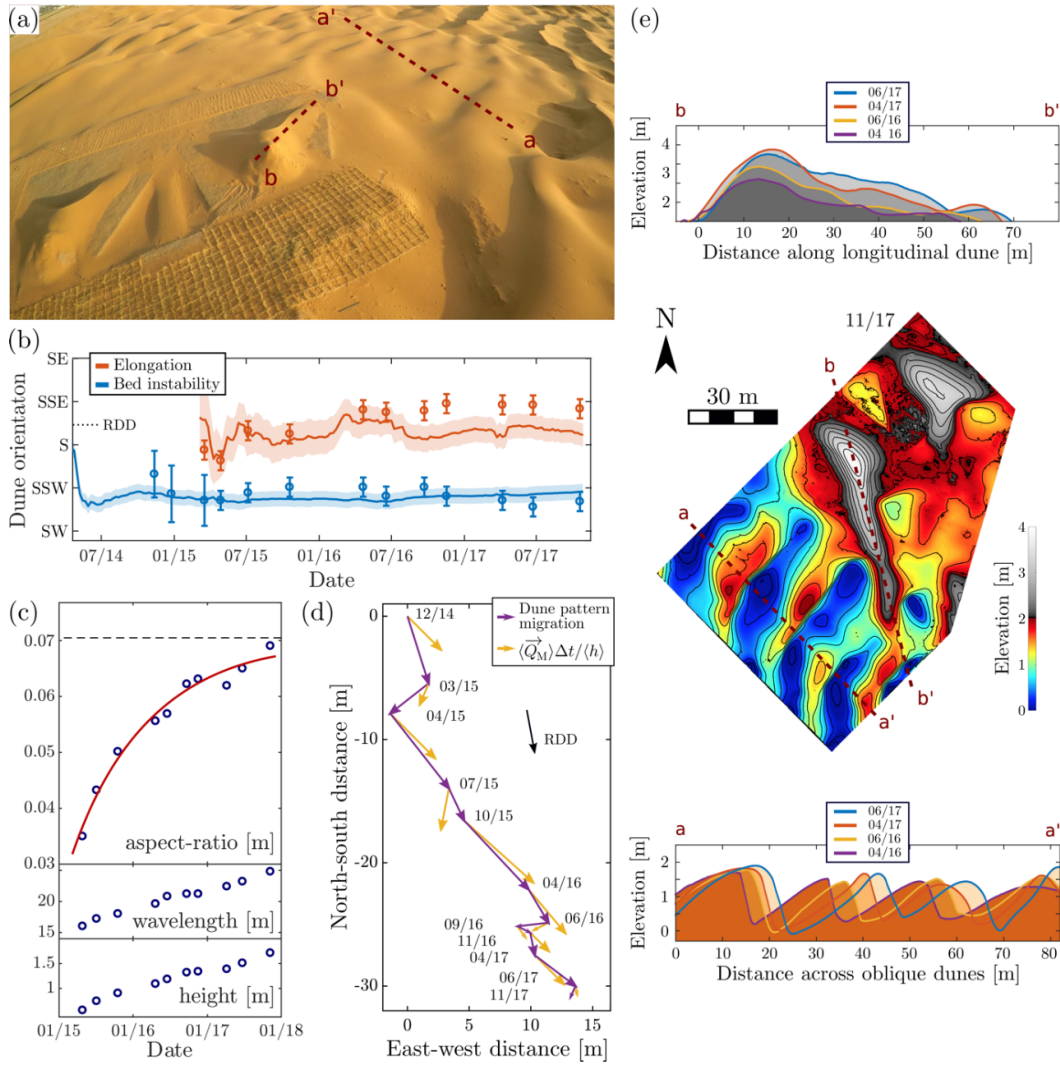 (a)
a'
b'
a
b
(b)
Elongation
Bed instability
SE
SSE
S
SSW
SW
RDD
Dune orientaton
07/14
01/15
07/15
01/16
07/16
01/17
07/17
Date
(c)
0.07
0.06
0.05
0.04
0.03
aspect-ratio [m]
25
20
15
wavelength [m]
1.5
1
height [m]
01/15
01/16
01/17
01/18
Date
(d)
Dune pattern
migration
⟨Q⃗M⟩Δt/⟨h⟩
0
-10
-20
-30
North-south distance [m]
12/14
03/15
04/15
RDD
07/15
10/15
04/16
09/16
06/16
11/16
04/17
06/17
11/17
0
5
10
15
East-west distance [m]
(e)
06/17
04/17
06/16
04 16
b
b'
4
3
2
Elevation [m]
0
10
20
30
40
50
60
70
Distance along longitudinal dune [m]
N
11/17
30 m
b
a
b'
a'
4
3
2
1
0
Elevation [m]
06/17
04/17
06/16
04/16
a
a'
2
1
0
Elevation [m]
0
10
20
30
40
50
60
70
80
Distance across oblique dunes [m]